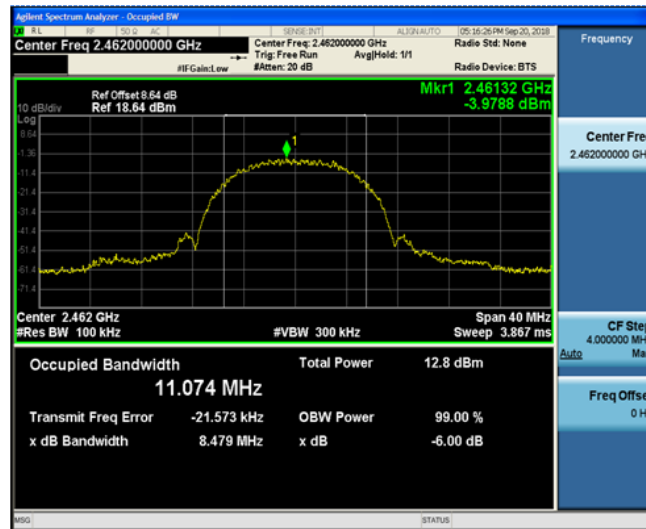 Agilent Spectrum Analyzer - Occupied BW
RL RF 50 Ω AC SENSE:INT ALIGN AUTO 05:16:26 PM Sep 20, 2018
Center Freq 2.462000000 GHz
Center Freq: 2.462000000 GHz
Radio Std: None
Trig: Free Run
Avg|Hold: 1/1
#IFGain:Low
#Atten: 20 dB
Radio Device: BTS
Frequency
Ref Offset 8.64 dB
Mkr1 2.46132 GHz
10 dB/div
Ref 18.64 dBm
-3.9788 dBm
Log
8.64
1
-1.36
-11.4
-21.4
-31.4
-41.4
-51.4
-61.4
-71.4
Center Fre
2.462000000 GH
Center 2.462 GHz
Span 40 MHz
#Res BW 100 kHz
#VBW 300 kHz
Sweep 3.867 ms
CF Ste
4.000000 MH
Auto Ma
Occupied Bandwidth
Total Power
12.8 dBm
11.074 MHz
Transmit Freq Error
-21.573 kHz
OBW Power
99.00 %
x dB Bandwidth
8.479 MHz
x dB
-6.00 dB
Freq Offse
0 H
MSG
STATUS